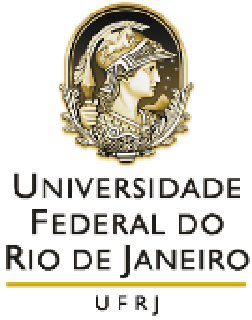 UNIVERSIDADE
FEDERAL DO
RIO DE JANEIRO
UFRJ